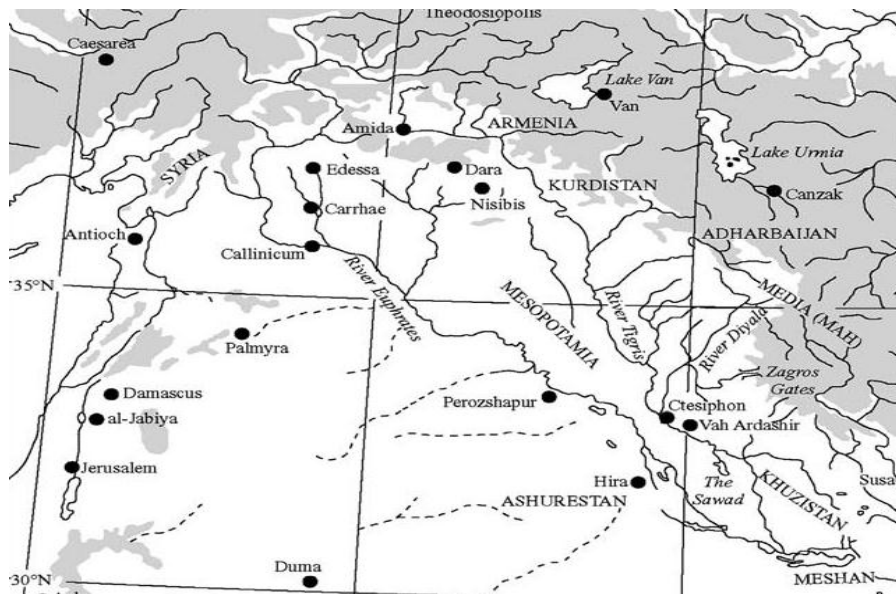 Theodosiopolis
Caesarea
Lake Van
Van
Amida
ARMENIA
Lake Urmia
SYRIA
Edessa
Dara
KURDISTAN
Canzak
Nisibis
Carrhae
Antioch
ADHARBAIJAN
Callinicum
River Euphrates
35°N
MESOPOTAMIA
River Tigris
MEDIA (MAH)
River Diyala
Palmyra
Zagros
Gates
Damascus
Perozshapur
Ctesiphon
al-Jabiya
Vah Ardashir
Jerusalem
Hira
The
Sawad
KHUZISTAN
Susa
ASHURESTAN
Duma
30°N
MESHAN